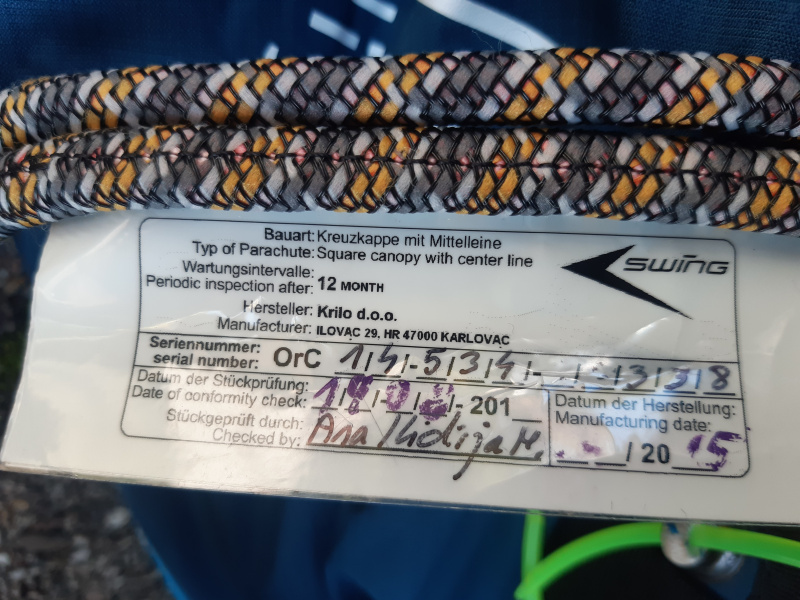 Bauart: Kreuzkappe mit Mittelleine
Typ of Parachute: Square canopy with center line
SWING
Wartungsintervalle:
Periodic inspection after: 12 MONTH
Hersteller: Krilo d.o.o.
Manufacturer: ILOVAC 29, HR 47000 KARLOVAC
Seriennummer:
serial number: OrC
Datum der Stückprüfung:
Date of conformity check: - 201
Stückgeprüft durch:
Checked by: Ana
Datum der Herstellung:
Manufacturing date:
/ 20 15